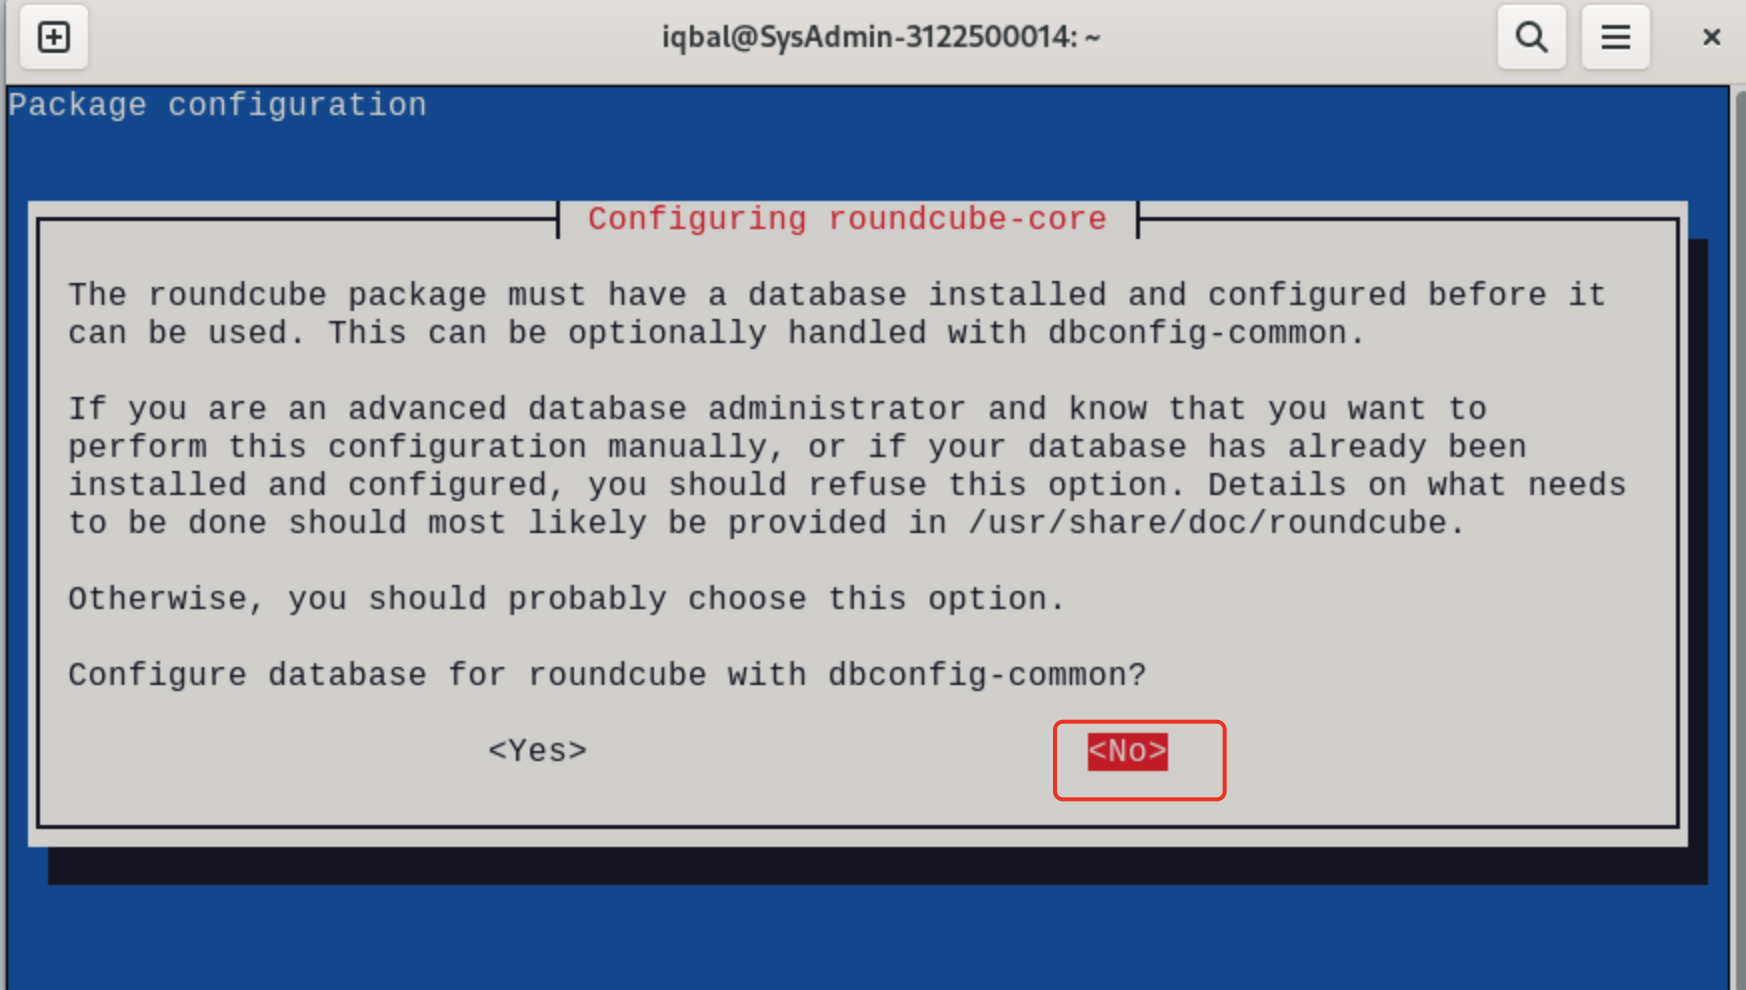 iqbal@SysAdmin-3122500014: ~
Package configuration
Configuring roundcube-core
The roundcube package must have a database installed and configured before it
can be used. This can be optionally handled with dbconfig-common.
If you are an advanced database administrator and know that you want to
perform this configuration manually, or if your database has already been
installed and configured, you should refuse this option. Details on what needs
to be done should most likely be provided in /usr/share/doc/roundcube.
Otherwise, you should probably choose this option.
Configure database for roundcube with dbconfig-common?
<Yes> <No>